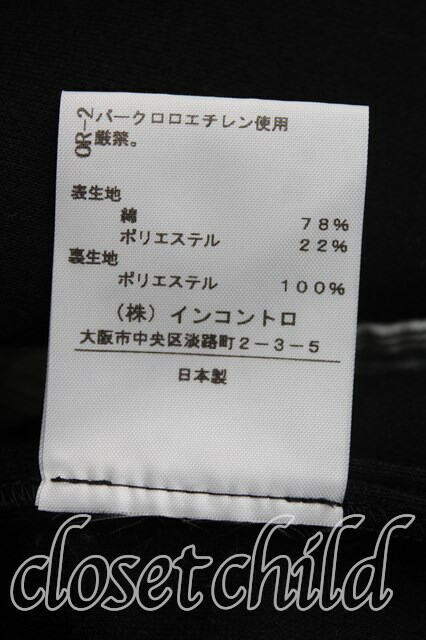 OR-2
パークロロエチレン使用
厳禁。
表生地
綿 78%
ポリエステル 22%
裏生地
ポリエステル 100%
(株)インコントロ
大阪市中央区淡路町2-3-5
日本製
closet child